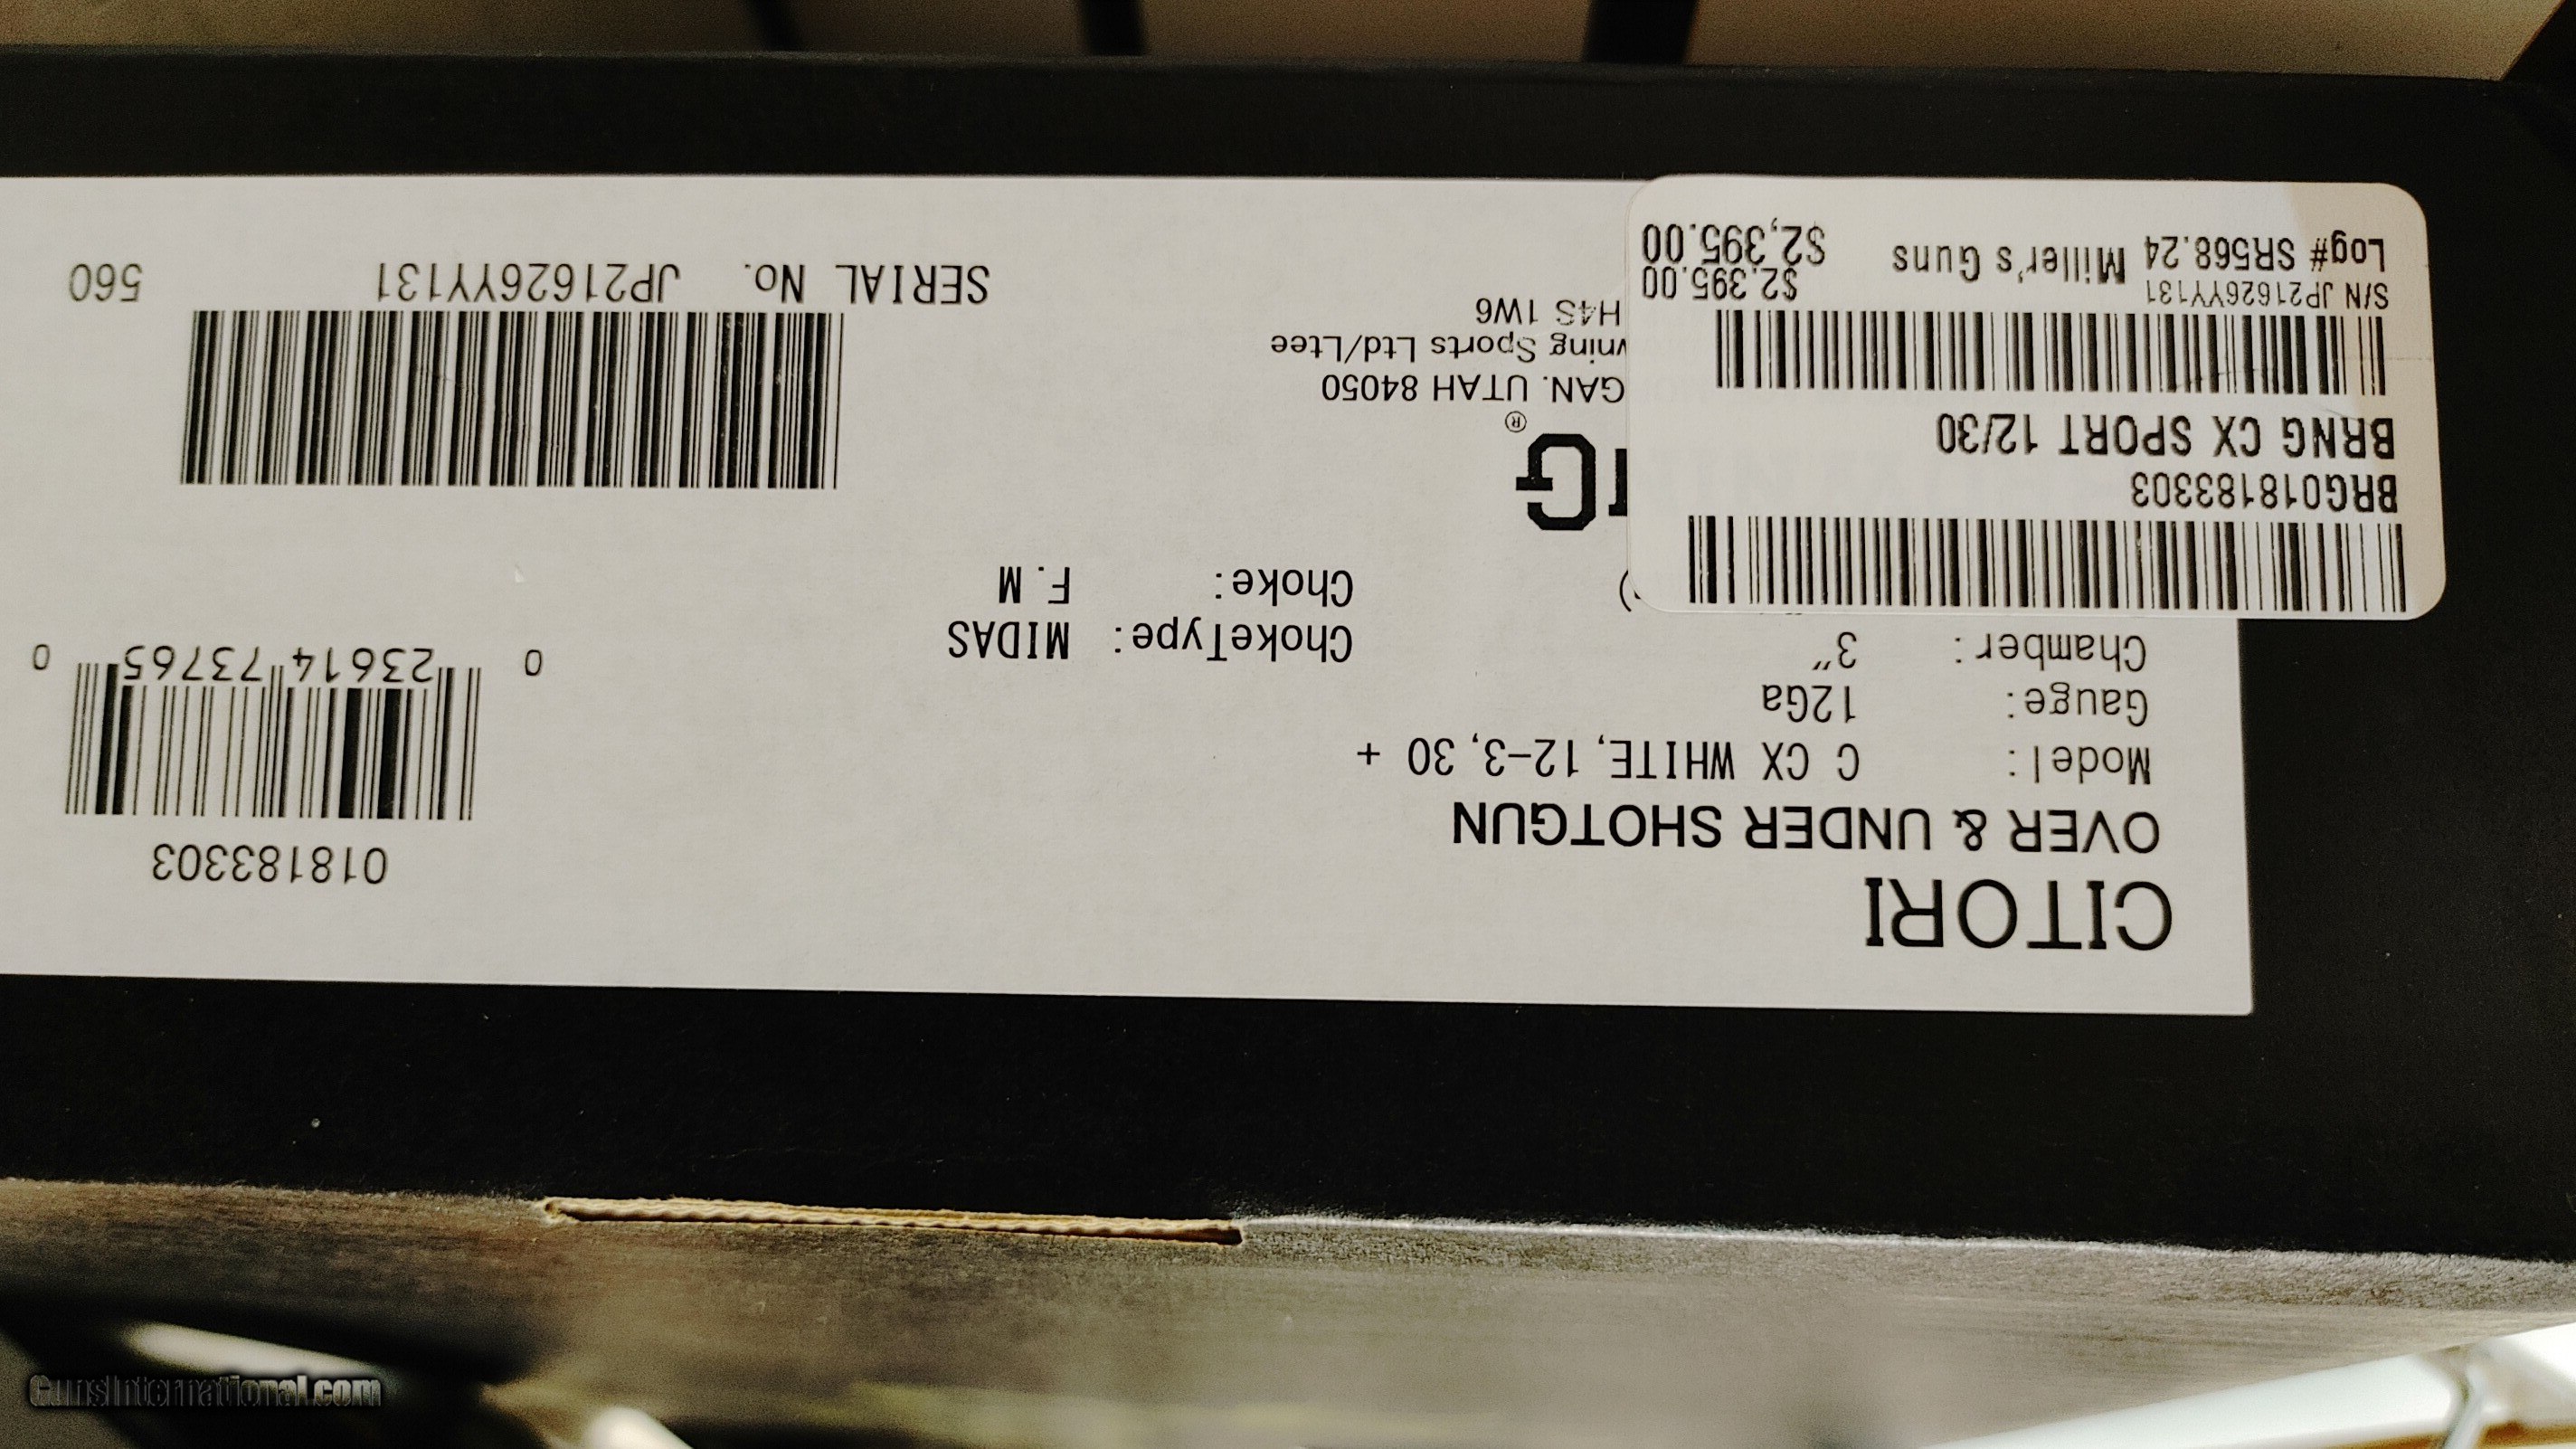 CITORI
OVER & UNDER SHOTGUN
Model: C CX WHITE, 12-3, 30 +
Gauge: 12Ga
Chamber: 3"
ChokeType: MIDAS
Choke: F. M
018183303
0 23614 73765 0
G®
GAN. UTAH 84050
wning Sports Ltd/Ltee
H4S 1W6
SERIAL No. JP21626YY131
560
BRG018183303
BRNG CX SPORT 12/30
S/N JP21626YY131
$2,395.00
Log# SR568.24 Miller's Guns $2,395.00
GunsInternational.com